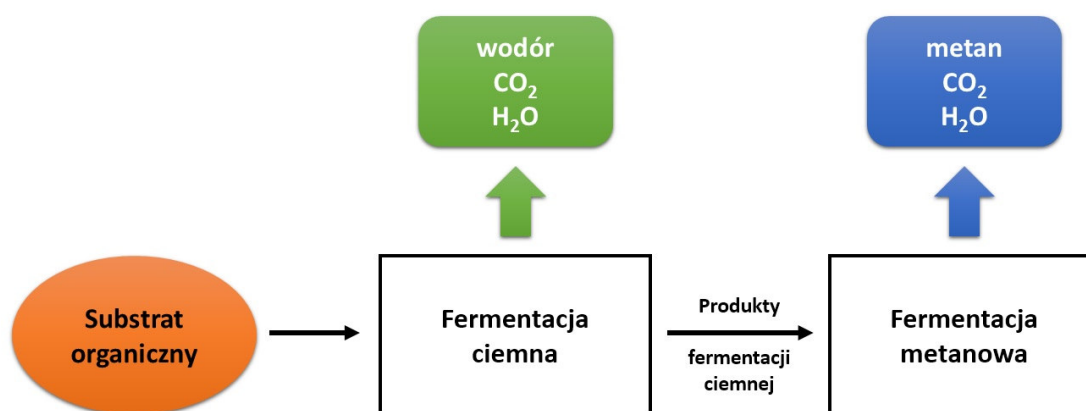 wodór
CO₂
H₂O
metan
CO₂
H₂O
Substrat
organiczny
Fermentacja
ciemna
Produkty
fermentacji
ciemnej
Fermentacja
metanowa